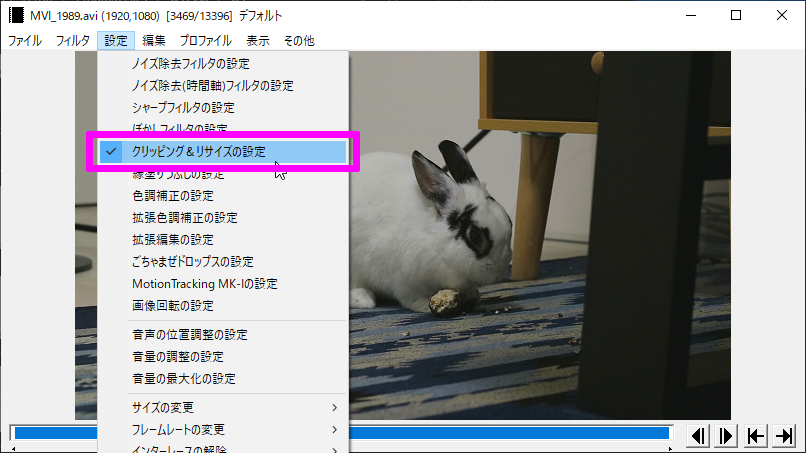 MVI_1989.avi (1920,1080) [3469/13396] デフォルト
ファイル フィルタ 設定 編集 プロファイル 表示 その他
ノイズ除去フィルタの設定
ノイズ除去(時間軸)フィルタの設定
シャープフィルタの設定
ぼかしフィルタの設定
クリッピング＆リサイズの設定
縁塗りつぶしの設定
色調補正の設定
拡張色調補正の設定
拡張編集の設定
ごちゃまぜドロップスの設定
MotionTracking MK-Iの設定
画像回転の設定
音声の位置調整の設定
音量の調整の設定
音量の最大化の設定
サイズの変更
フレームレートの変更
インターレースの解除